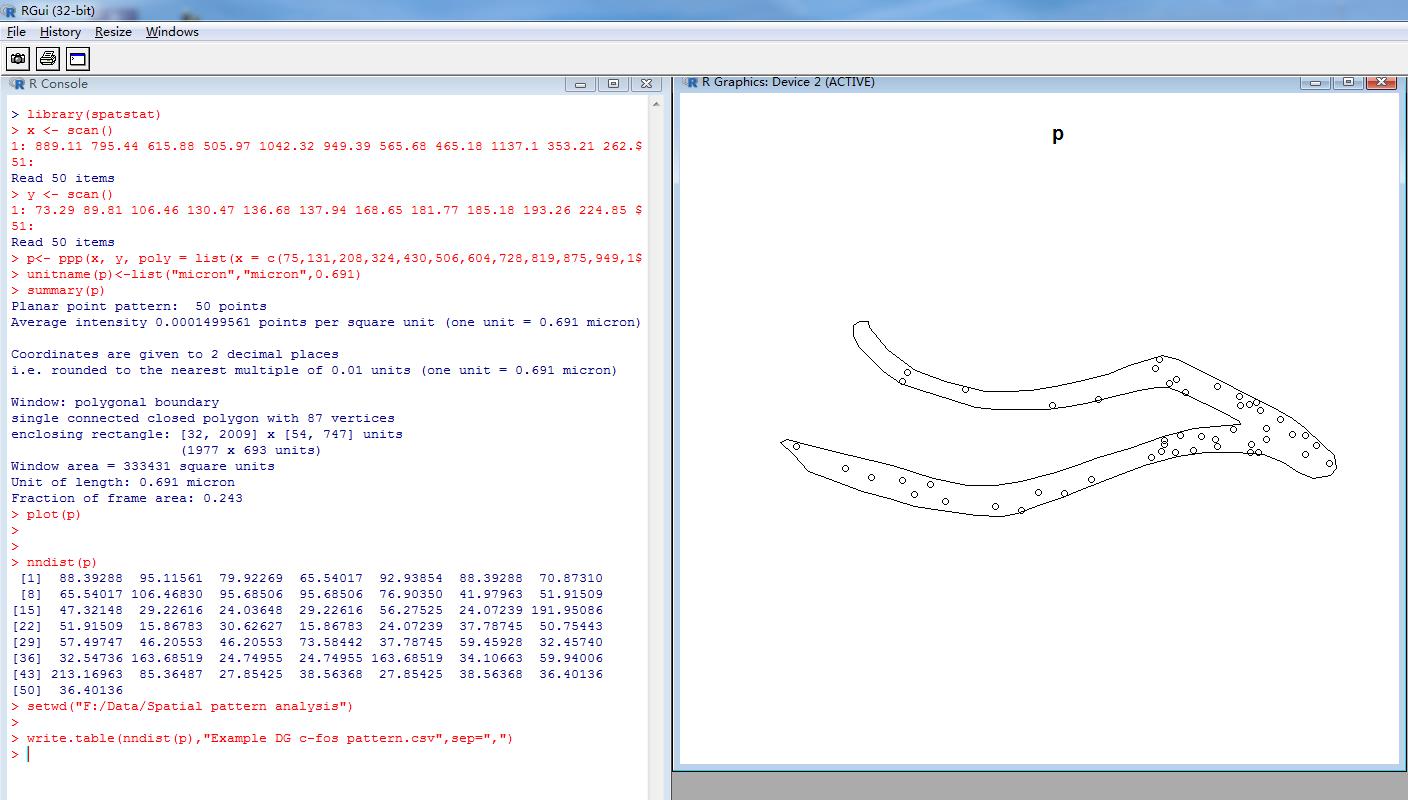 RGui (32-bit)
File History Resize Windows
R Console
> library(spatstat)
> x <- scan()
1: 889.11 795.44 615.88 505.97 1042.32 949.39 565.68 465.18 1137.1 353.21 262.$
51:
Read 50 items
> y <- scan()
1: 73.29 89.81 106.46 130.47 136.68 137.94 168.65 181.77 185.18 193.26 224.85 $
51:
Read 50 items
> p<- ppp(x, y, poly = list(x = c(75,131,208,324,430,506,604,728,819,875,949,1$
> unitname(p)<-list("micron","micron",0.691)
> summary(p)
Planar point pattern:  50 points
Average intensity 0.0001499561 points per square unit (one unit = 0.691 micron)
Coordinates are given to 2 decimal places
i.e. rounded to the nearest multiple of 0.01 units (one unit = 0.691 micron)
Window: polygonal boundary
single connected closed polygon with 87 vertices
enclosing rectangle: [32, 2009] x [54, 747] units
(1977 x 693 units)
Window area = 333431 square units
Unit of length: 0.691 micron
Fraction of frame area: 0.243
> plot(p)
>
>
> nndist(p)
[1]  88.39288  95.11561  79.92269  65.54017  92.93854  88.39288  70.87310
[8]  65.54017 106.46830  95.68506  95.68506  76.90350  41.97963  51.91509
[15]  47.32148  29.22616  24.03648  29.22616  56.27525  24.07239 191.95086
[22]  51.91509  15.86783  30.62627  15.86783  24.07239  37.78745  50.75443
[29]  57.49747  46.20553  46.20553  73.58442  37.78745  59.45928  32.45740
[36]  32.54736 163.68519  24.74955  24.74955 163.68519  34.10663  59.94006
[43] 213.16963  85.36487  27.85425  38.56368  27.85425  38.56368  36.40136
[50]  36.40136
> setwd("F:/Data/Spatial pattern analysis")
>
> write.table(nndist(p),"Example DG c-fos pattern.csv",sep=",")
>
R Graphics: Device 2 (ACTIVE)
p